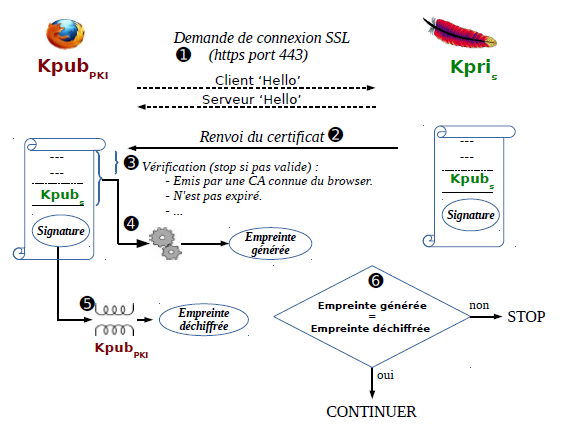 Demande de connexion SSL
❶ (https port 443)
Kpub PKI
Kpri s
Client ‘Hello’
Serveur ‘Hello’
Renvoi du certificat ❷
❸ Vérification (stop si pas valide) :
- Emis par une CA connue du browser.
- N'est pas expiré.
- ...
---
---
Kpub s
Signature
---
---
Kpub s
Signature
❹
Empreinte
générée
❺
Kpub PKI
Empreinte
déchiffrée
❻
Empreinte générée
=
Empreinte déchiffrée
non
STOP
oui
CONTINUER